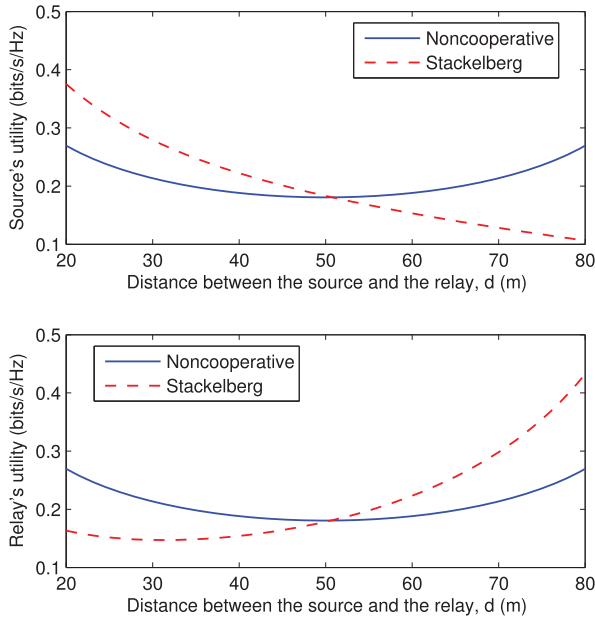 0.5
0.4
0.3
0.2
0.1
Source's utility (bits/s/Hz)
Noncooperative
Stackelberg
20 30 40 50 60 70 80
Distance between the source and the relay, d (m)
0.5
0.4
0.3
0.2
0.1
Relay's utility (bits/s/Hz)
Noncooperative
Stackelberg
20 30 40 50 60 70 80
Distance between the source and the relay, d (m)